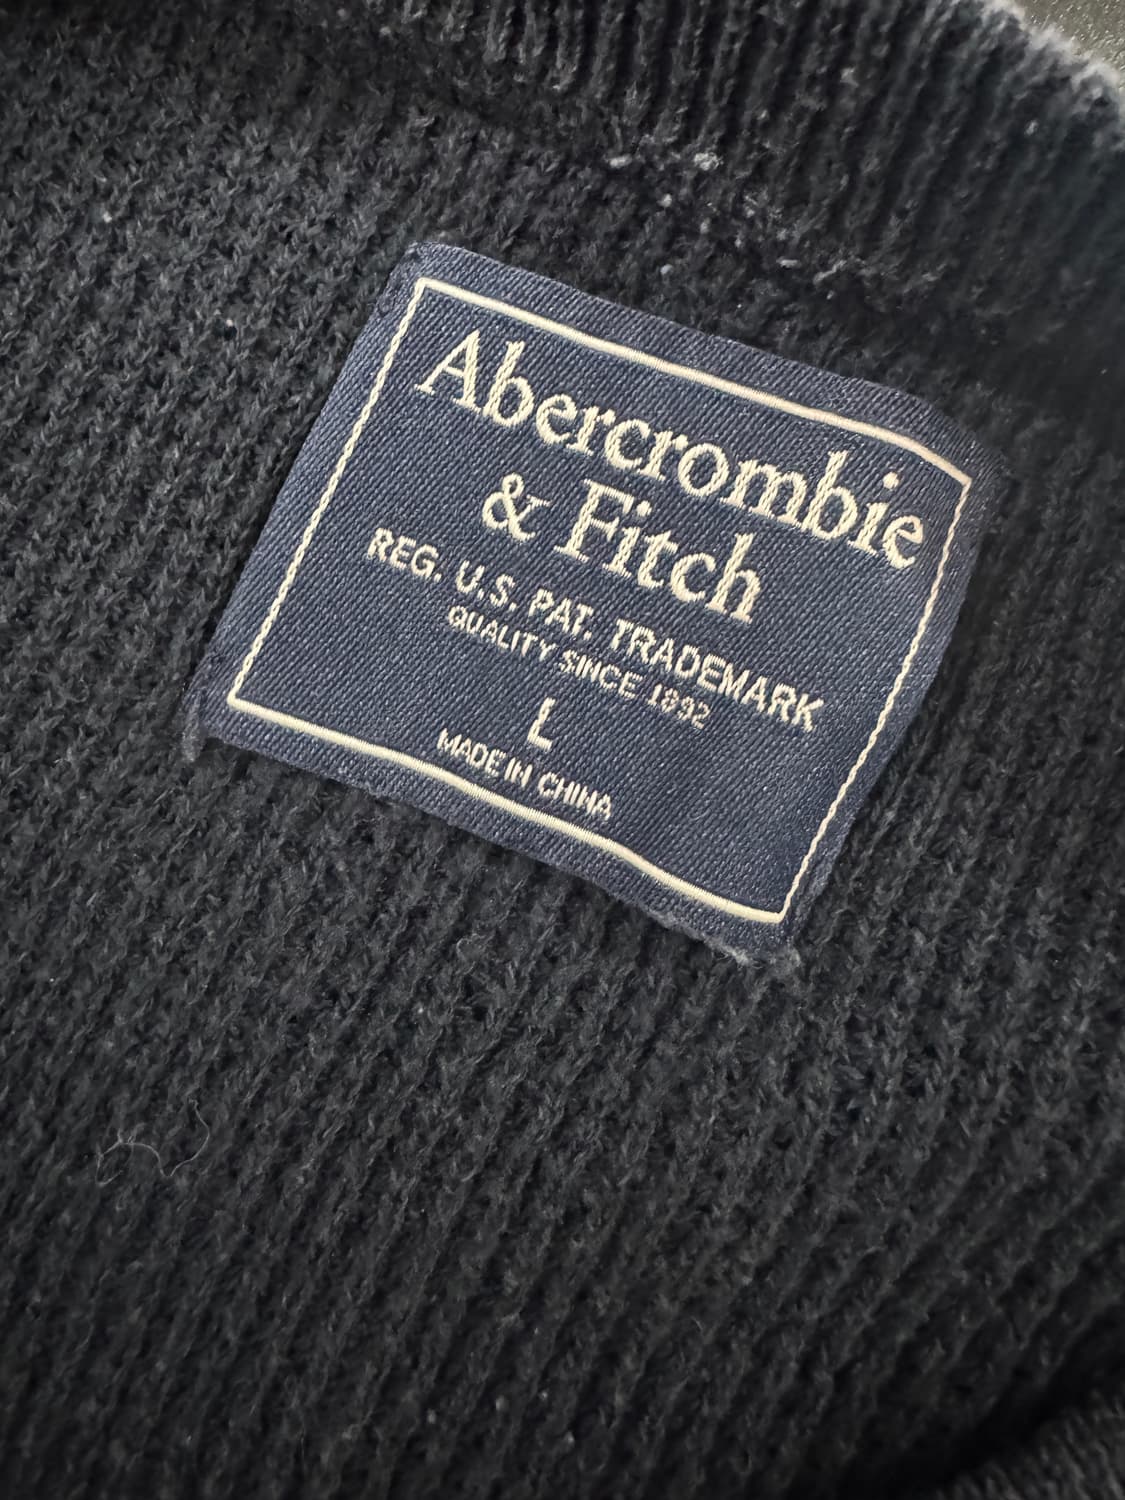 Abercrombie
& Fitch
REG. U.S. PAT. TRADEMARK
QUALITY SINCE 1892
L
MADE IN CHINA